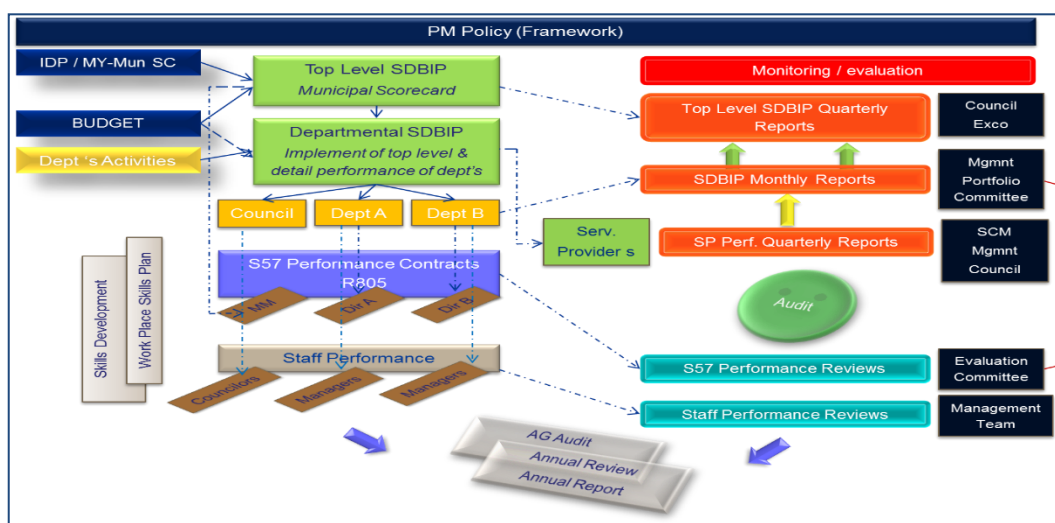 PM Policy (Framework)
IDP / MY-Mun SC
BUDGET
Dept 's Activities
Top Level SDBIP
Municipal Scorecard
Departmental SDBIP
Implement of top level &
detail performance of dept's
Council
Dept A
Dept B
S57 Performance Contracts
R805
MM
Dir A
Dir B
Staff Performance
Councilors
Managers
Managers
Skills Development
Work Place Skills Plan
Serv.
Provider s
Monitoring / evaluation
Top Level SDBIP Quarterly
Reports
SDBIP Monthly Reports
SP Perf. Quarterly Reports
Audit
S57 Performance Reviews
Staff Performance Reviews
Council
Exco
Mgmnt
Portfolio
Committee
SCM
Mgmnt
Council
Evaluation
Committee
Management
Team
AG Audit
Annual Review
Annual Report